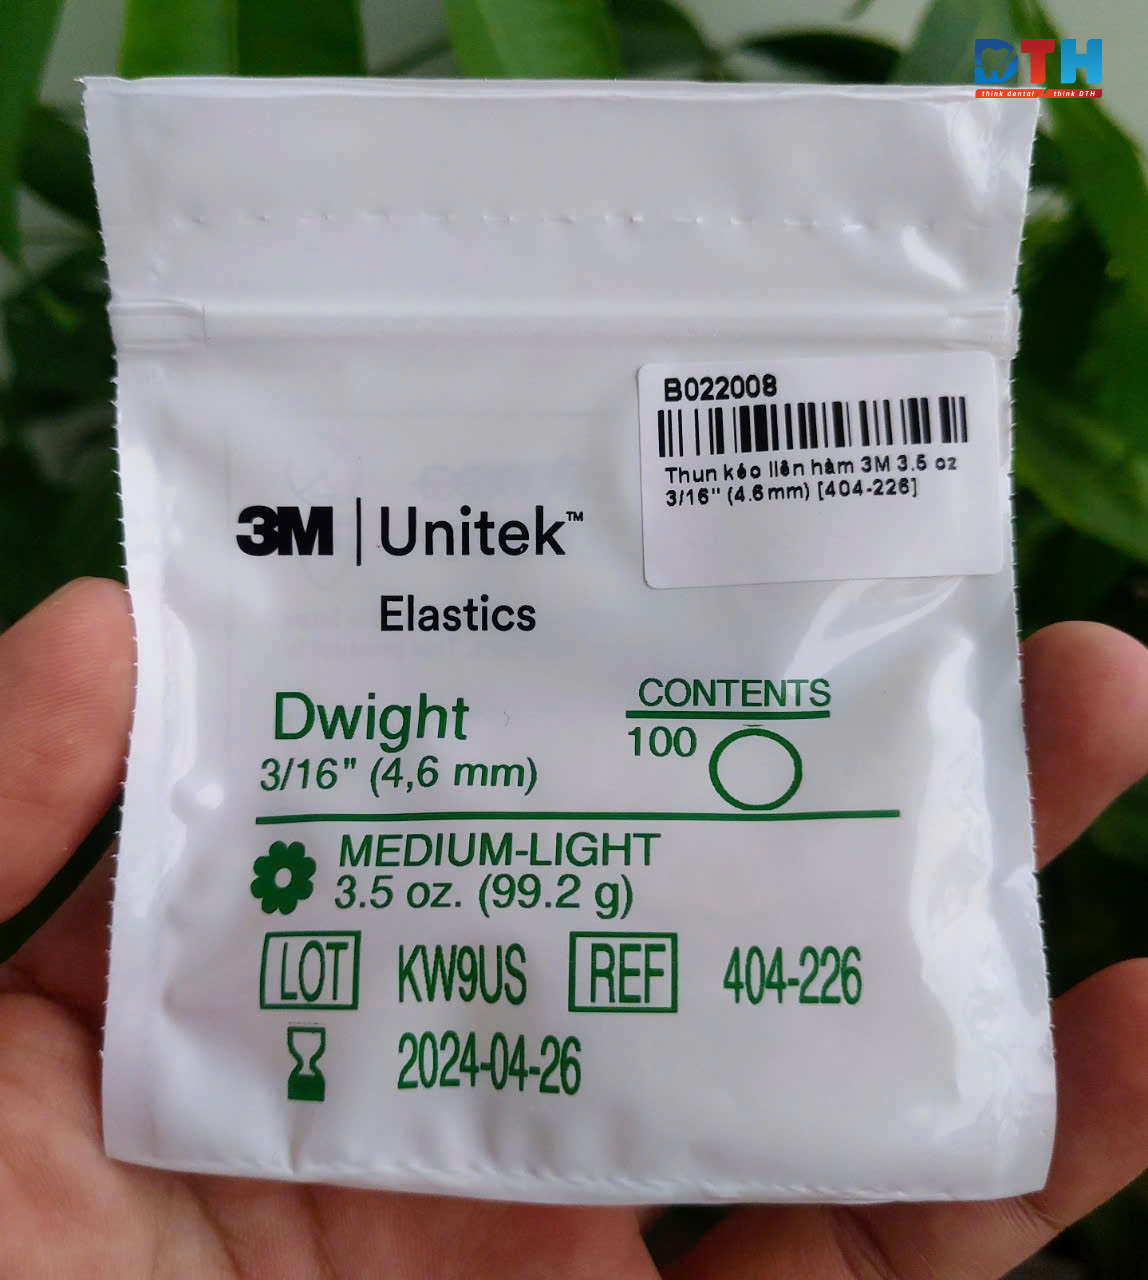 DTH
think dental / think DTH
B022008
Thun kéo liên hàm 3M 3.5 oz
3/16" (4.6mm) [404-226]
3M | Unitek™
Elastics
Dwight
3/16" (4,6 mm)
CONTENTS
100
MEDIUM-LIGHT
3.5 oz. (99.2 g)
LOT KW9US REF 404-226
2024-04-26